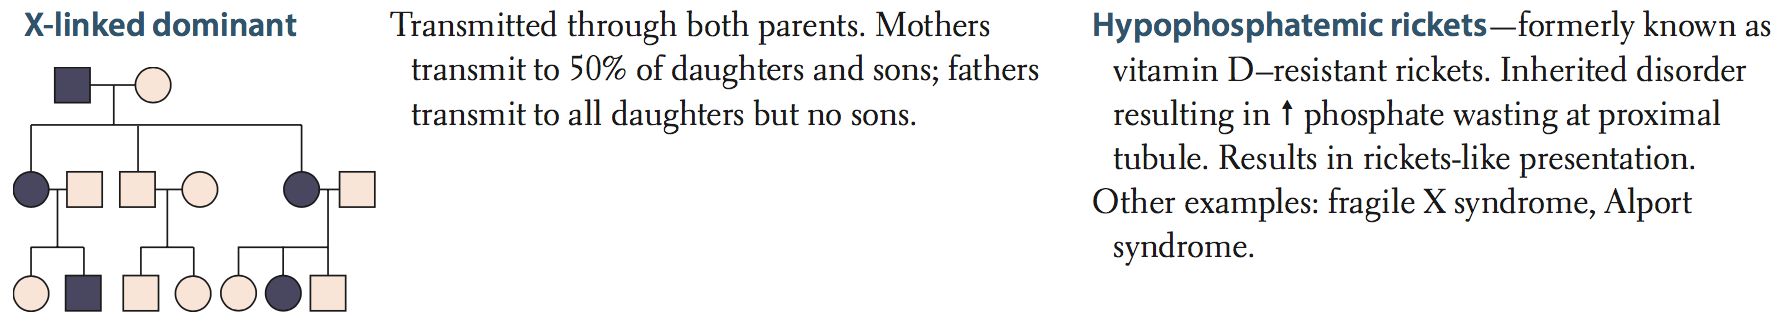 X-linked dominant
Transmitted through both parents. Mothers
transmit to 50% of daughters and sons; fathers
transmit to all daughters but no sons.
Hypophosphatemic rickets—formerly known as
vitamin D–resistant rickets. Inherited disorder
resulting in ↑ phosphate wasting at proximal
tubule. Results in rickets-like presentation.
Other examples: fragile X syndrome, Alport
syndrome.